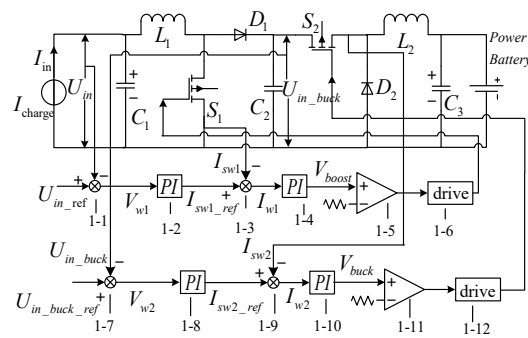 I_in
I_charge
U_in
C_1
L_1
D_1
S_1
C_2
S_2
U_in_buck
D_2
L_2
C_3
Power
Battery
U_in_ref
1-1
V_w1
PI
1-2
I_sw1_ref
I_sw1
1-3
I_w1
PI
1-4
V_boost
1-5
drive
1-6
U_in_buck
U_in_buck_ref
1-7
V_w2
PI
1-8
I_sw2_ref
I_sw2
1-9
I_w2
PI
1-10
V_buck
1-11
drive
1-12